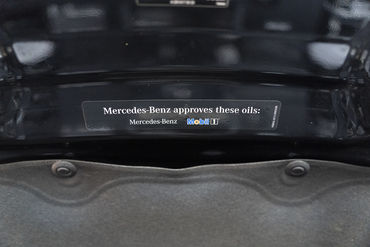 Mercedes-Benz approves these oils:
Mercedes-Benz Mobil 1